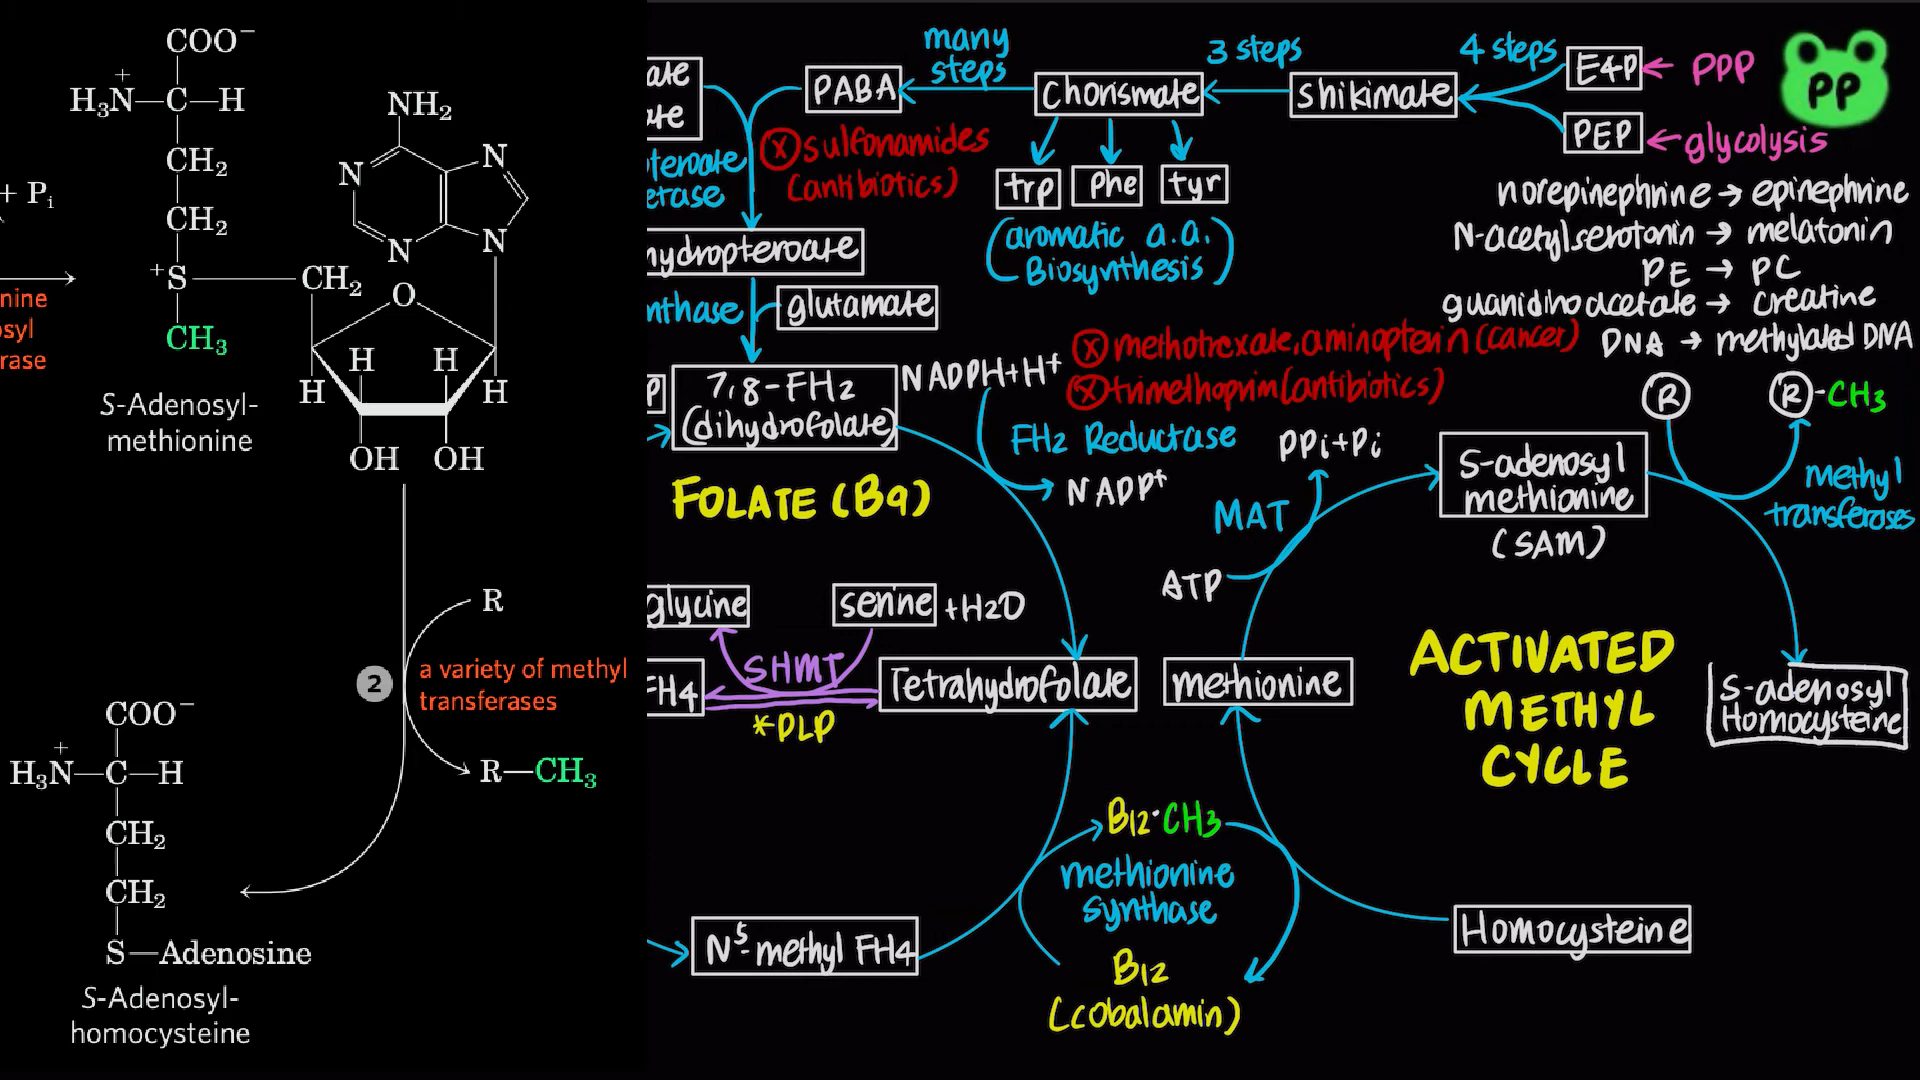 COO⁻
H₃N⁺—C—H
CH₂
CH₂
⁺S
CH₃
CH₂
NH₂
N
N
N
N
O
H
H
H
H
OH
OH
+ Pᵢ
S-Adenosyl-
methionine
R
2
a variety of methyl
transferases
R—CH₃
COO⁻
H₃N⁺—C—H
CH₂
CH₂
S—Adenosine
S-Adenosyl-
homocysteine
PABA
many
steps
Chorismate
3 steps
shikimate
4 steps
E4P
PPP
PEP
glycolysis
PP
ⓧ sulfonamides
(antibiotics)
trp
Phe
tyr
(aromatic a.a.
Biosynthesis)
glutamate
norepinephrine → epinephrine
N-acetylserotonin → melatonin
PE → PC
guanidinoacetate → creatine
DNA → methylated DNA
ⓧ methotrexate, aminopterin (cancer)
ⓧ trimethoprim (antibiotics)
7,8-FH2
(dihydrofolate)
NADPH+H⁺
FH2 Reductase
NADP⁺
FOLATE (B9)
PPi+Pi
MAT
ATP
S-adenosyl
methionine
(SAM)
R
R-CH3
methyl
transferases
glycine
serine +H2O
SHMT
FH4
*PLP
Tetrahydrofolate
methionine
ACTIVATED
METHYL
CYCLE
S-adenosyl
Homocysteine
B12·CH3
methionine
synthase
B12
(cobalamin)
N⁵-methyl FH4
Homocysteine